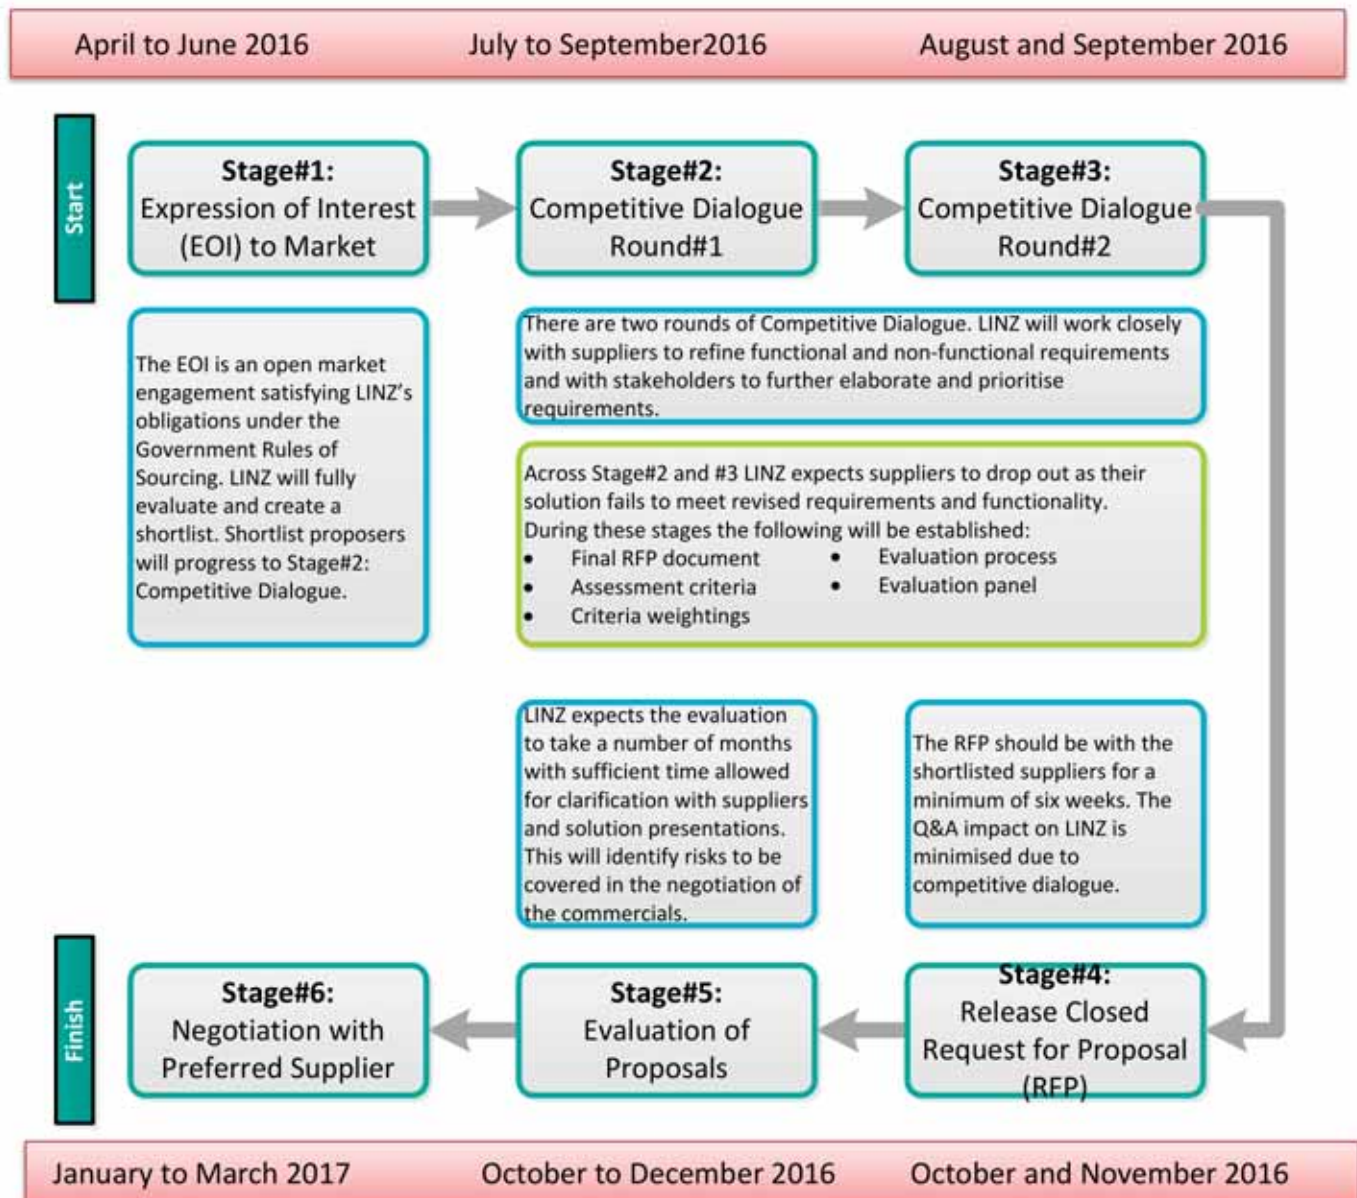 April to June 2016
July to September2016
August and September 2016
Start
Stage#1:
Expression of Interest
(EOI) to Market
Stage#2:
Competitive Dialogue
Round#1
Stage#3:
Competitive Dialogue
Round#2
The EOI is an open market
engagement satisfying LINZ's
obligations under the
Government Rules of
Sourcing. LINZ will fully
evaluate and create a
shortlist. Shortlist proposers
will progress to Stage#2:
Competitive Dialogue.
There are two rounds of Competitive Dialogue. LINZ will work closely
with suppliers to refine functional and non-functional requirements
and with stakeholders to further elaborate and prioritise
requirements.
Across Stage#2 and #3 LINZ expects suppliers to drop out as their
solution fails to meet revised requirements and functionality.
During these stages the following will be established:
• Final RFP document
• Assessment criteria
• Criteria weightings
• Evaluation process
• Evaluation panel
LINZ expects the evaluation
to take a number of months
with sufficient time allowed
for clarification with suppliers
and solution presentations.
This will identify risks to be
covered in the negotiation of
the commercials.
The RFP should be with the
shortlisted suppliers for a
minimum of six weeks. The
Q&A impact on LINZ is
minimised due to
competitive dialogue.
Finish
Stage#6:
Negotiation with
Preferred Supplier
Stage#5:
Evaluation of
Proposals
Stage#4:
Release Closed
Request for Proposal
(RFP)
January to March 2017
October to December 2016
October and November 2016